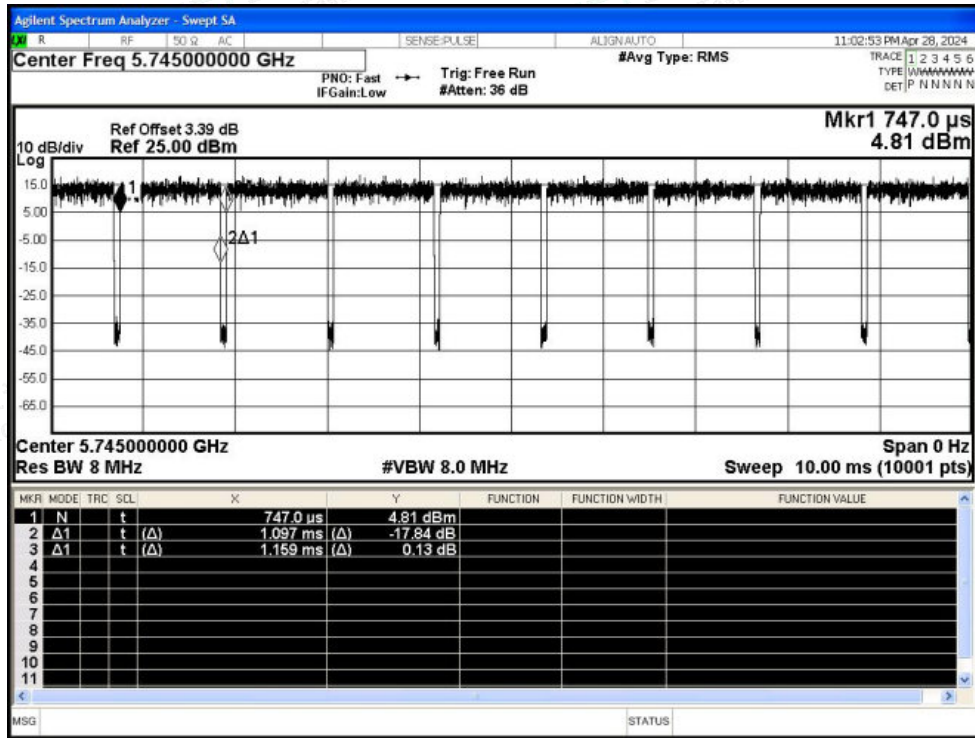 Agilent Spectrum Analyzer - Swept SA
LXI R RF 50 Ω AC SENSE:PULSE ALIGNAUTO 11:02:53 PM Apr 28, 2024
Center Freq 5.745000000 GHz
PNO: Fast
IFGain:Low
Trig: Free Run
#Atten: 36 dB
#Avg Type: RMS
TRACE 1 2 3 4 5 6
TYPE
DET P N N N N N
Mkr1 747.0 µs
4.81 dBm
Ref Offset 3.39 dB
10 dB/div Ref 25.00 dBm
Log
15.0
5.00
-5.00
-15.0
-25.0
-35.0
-45.0
-55.0
-65.0
1
2Δ1
Center 5.745000000 GHz Span 0 Hz
Res BW 8 MHz #VBW 8.0 MHz Sweep 10.00 ms (10001 pts)
MKR MODE TRC SCL X Y FUNCTION FUNCTION WIDTH FUNCTION VALUE
1 N t 747.0 µs 4.81 dBm
2 Δ1 t (Δ) 1.097 ms (Δ) -17.84 dB
3 Δ1 t (Δ) 1.159 ms (Δ) 0.13 dB
4
5
6
7
8
9
10
11
MSG STATUS